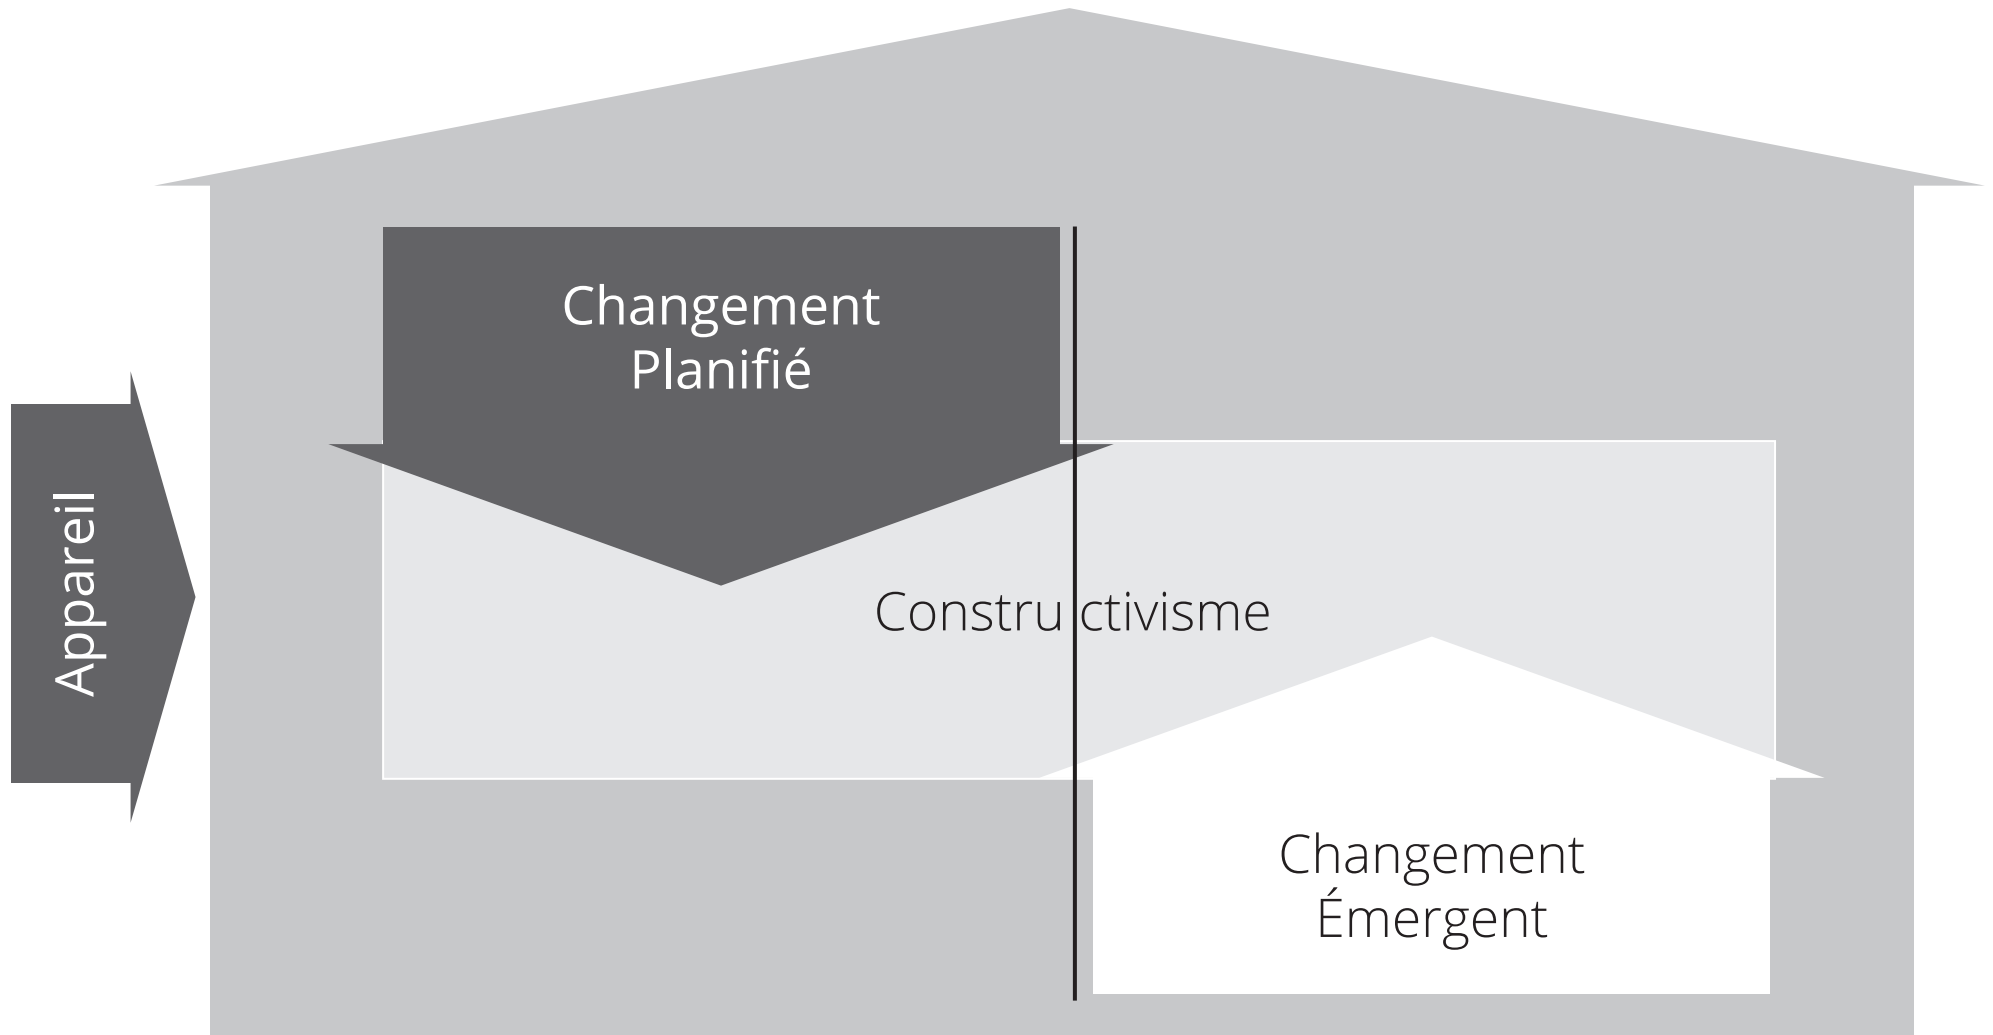 Changement
Planifié
Appareil
Constructivisme
Changement
Émergent